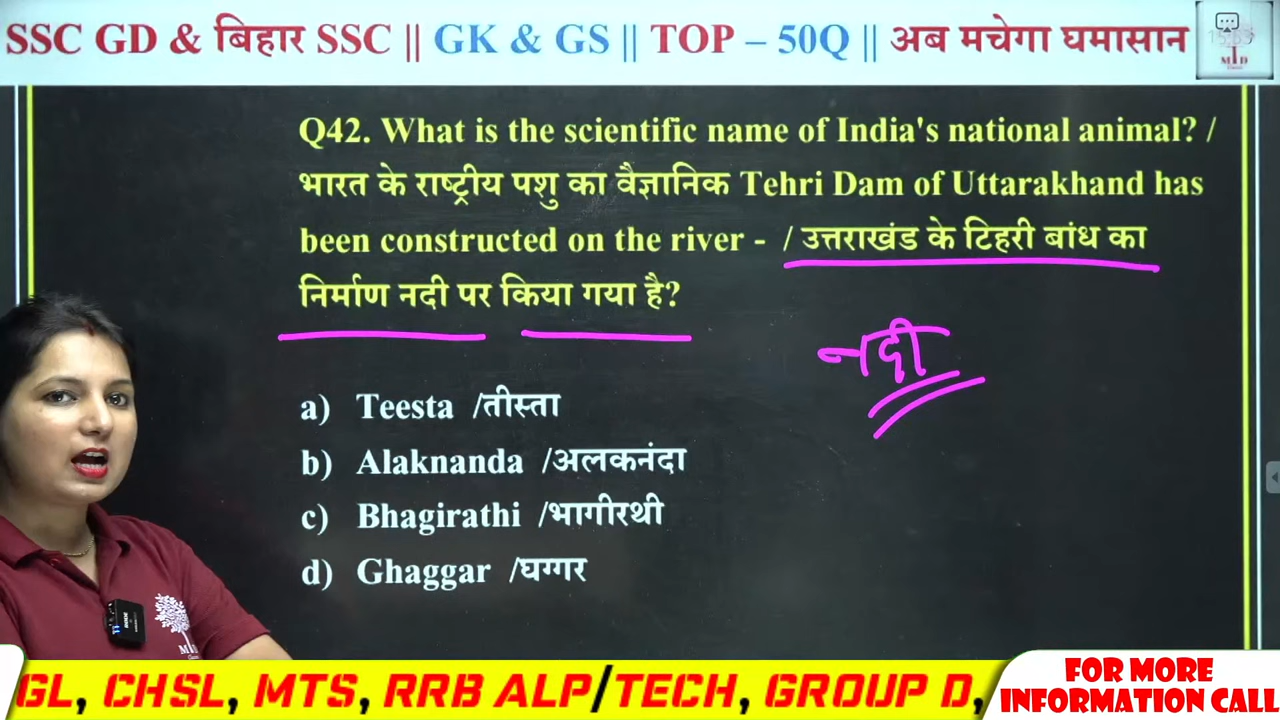 SSC GD & बिहार SSC || GK & GS || TOP – 50Q || अब मचेगा घमासान
Q42. What is the scientific name of India's national animal? /
भारत के राष्ट्रीय पशु का वैज्ञानिक Tehri Dam of Uttarakhand has
been constructed on the river - / उत्तराखंड के टिहरी बांध का
निर्माण नदी पर किया गया है?
नदी
a) Teesta /तीस्ता
b) Alaknanda /अलकनंदा
c) Bhagirathi /भागीरथी
d) Ghaggar /घग्गर
GL, CHSL, MTS, RRB ALP/TECH, GROUP D,
FOR MORE
INFORMATION CALL